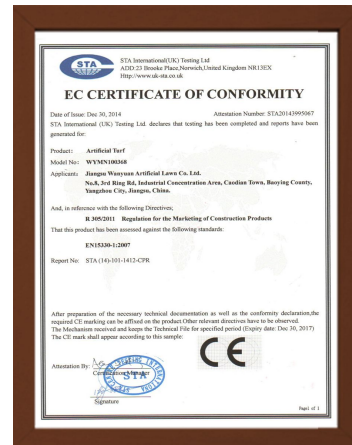 STA
STA International(UK) Testing Ltd
ADD:23 Brooke Place,Norwich,United Kingdom NR13EX
Http://www.uk-sta.co.uk
EC CERTIFICATE OF CONFORMITY
Date of Issue: Dec 30, 2014 Attestation Number: STA20143995067
STA International (UK) Testing Ltd. declares that testing has been completed and reports have been
generated for:
Product: Artificial Turf
Model No: WYMN100368
Applicant: Jiangsu Wanyuan Artificial Lawn Co. Ltd.
No.8, 3rd Ring Rd, Industrial Concentration Area, Caodian Town, Baoying County,
Yangzhou City, Jiangsu, China.
And, in reference with the following Directives;
R 305/2011 Regulation for the Marketing of Construction Products
That this product has been assessed against the following standards:
EN15330-1:2007
Report No: STA (14)-101-1412-CPR
After preparation of the necessary technical documentation as well as the conformity declaration,the
required CE marking can be affixed on the product.Other relevant directives have to be observed.
The Mechanism received and keeps the Technical File for specified period (Expiry date: Dec 30, 2017)
The CE mark shall appear according to this sample:
CE
Attestation By:
Certification Manager
STA
Signature
Page1 of 1